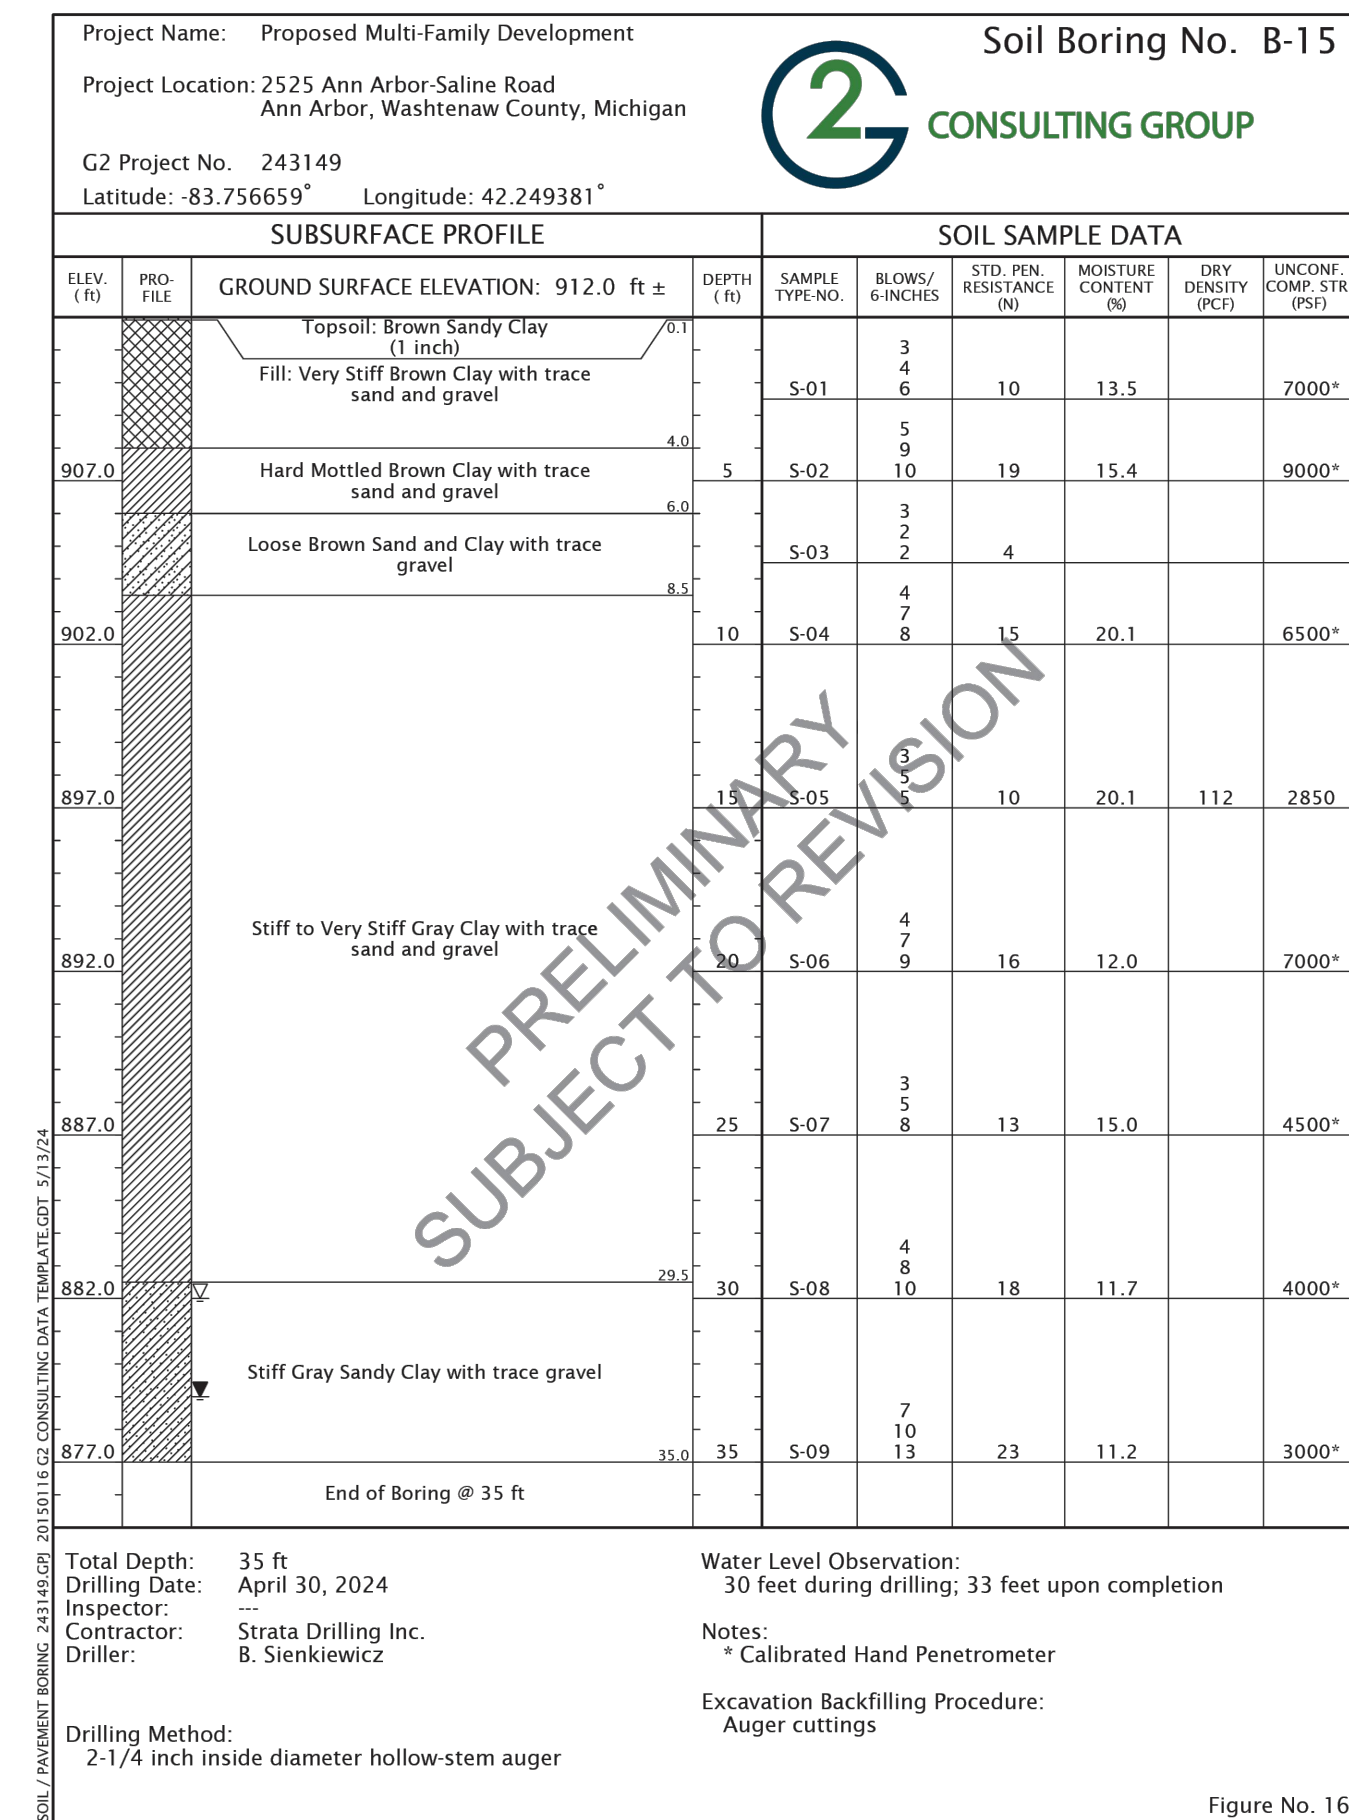 Project Name: Proposed Multi-Family Development
Project Location: 2525 Ann Arbor-Saline Road
Ann Arbor, Washtenaw County, Michigan
G2 Project No. 243149
Latitude: -83.756659° Longitude: 42.249381°
Soil Boring No. B-15
G2 CONSULTING GROUP
SUBSURFACE PROFILE
SOIL SAMPLE DATA
ELEV. ( ft)
PRO- FILE
GROUND SURFACE ELEVATION: 912.0 ft ±
DEPTH ( ft)
SAMPLE TYPE-NO.
BLOWS/ 6-INCHES
STD. PEN. RESISTANCE (N)
MOISTURE CONTENT (%)
DRY DENSITY (PCF)
UNCONF. COMP. STR (PSF)
Topsoil: Brown Sandy Clay 0.1
(1 inch)
3
4
Fill: Very Stiff Brown Clay with trace
sand and gravel
S-01 6 10 13.5 7000*
4.0
5
9
907.0 Hard Mottled Brown Clay with trace 5 S-02 10 19 15.4 9000*
sand and gravel
6.0
3
2
Loose Brown Sand and Clay with trace S-03 2 4
gravel
8.5
4
7
902.0 10 S-04 8 15 20.1 6500*
3
5
897.0 15 S-05 5 10 20.1 112 2850
4
Stiff to Very Stiff Gray Clay with trace
sand and gravel
7
892.0 20 S-06 9 16 12.0 7000*
3
5
887.0 25 S-07 8 13 15.0 4500*
4
8
29.5
882.0 30 S-08 10 18 11.7 4000*
Stiff Gray Sandy Clay with trace gravel
7
10
877.0 35.0 35 S-09 13 23 11.2 3000*
End of Boring @ 35 ft
PRELIMINARY
SUBJECT TO REVISION
Total Depth: 35 ft
Drilling Date: April 30, 2024
Inspector: ---
Contractor: Strata Drilling Inc.
Driller: B. Sienkiewicz
Drilling Method:
2-1/4 inch inside diameter hollow-stem auger
Water Level Observation:
30 feet during drilling; 33 feet upon completion
Notes:
* Calibrated Hand Penetrometer
Excavation Backfilling Procedure:
Auger cuttings
Figure No. 16
SOIL / PAVEMENT BORING 243149.GPJ 20150116 G2 CONSULTING DATA TEMPLATE.GDT 5/13/24